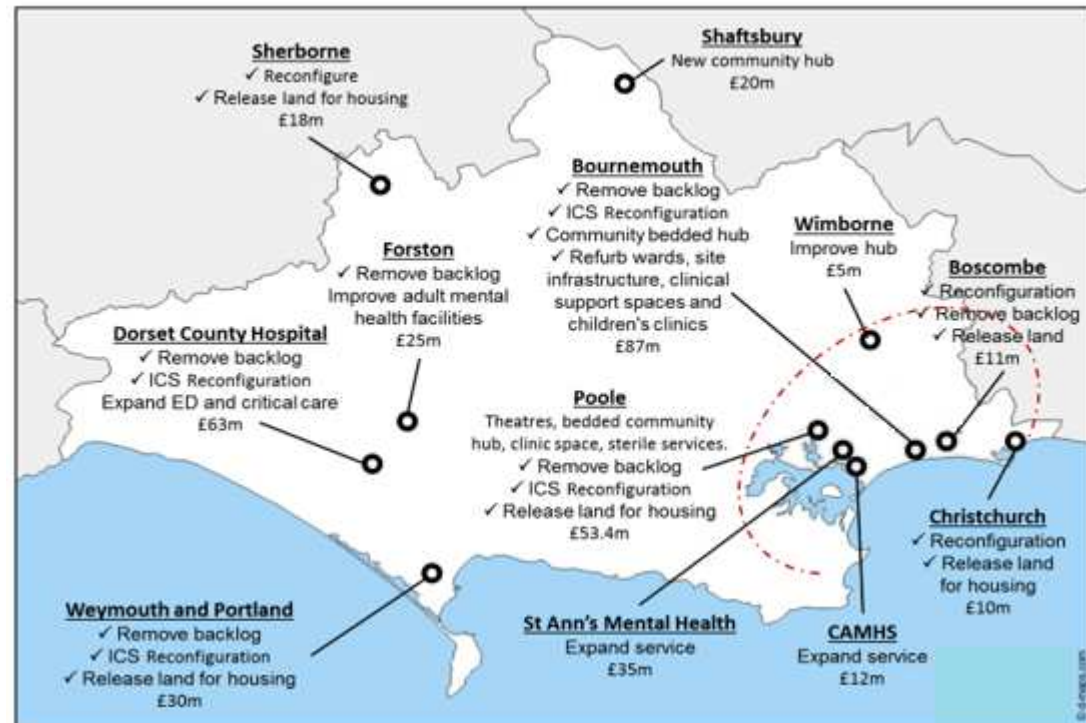 Sherborne
✓ Reconfigure
✓ Release land for housing
£18m
Shaftsbury
New community hub
£20m
Bournemouth
✓ Remove backlog
✓ ICS Reconfiguration
✓ Community bedded hub
✓ Refurb wards, site
infrastructure, clinical
support spaces and
children's clinics
£87m
Wimborne
Improve hub
£5m
Boscombe
✓ Reconfiguration
✓ Remove backlog
✓ Release land
£11m
Forston
✓ Remove backlog
Improve adult mental
health facilities
£25m
Dorset County Hospital
✓ Remove backlog
✓ ICS Reconfiguration
Expand ED and critical care
£63m
Poole
Theatres, bedded community
hub, clinic space, sterile services.
✓ Remove backlog
✓ ICS Reconfiguration
✓ Release land for housing
£53.4m
Christchurch
✓ Reconfiguration
✓ Release land
for housing
£10m
Weymouth and Portland
✓ Remove backlog
✓ ICS Reconfiguration
✓ Release land for housing
£30m
St Ann's Mental Health
Expand service
£35m
CAMHS
Expand service
£12m